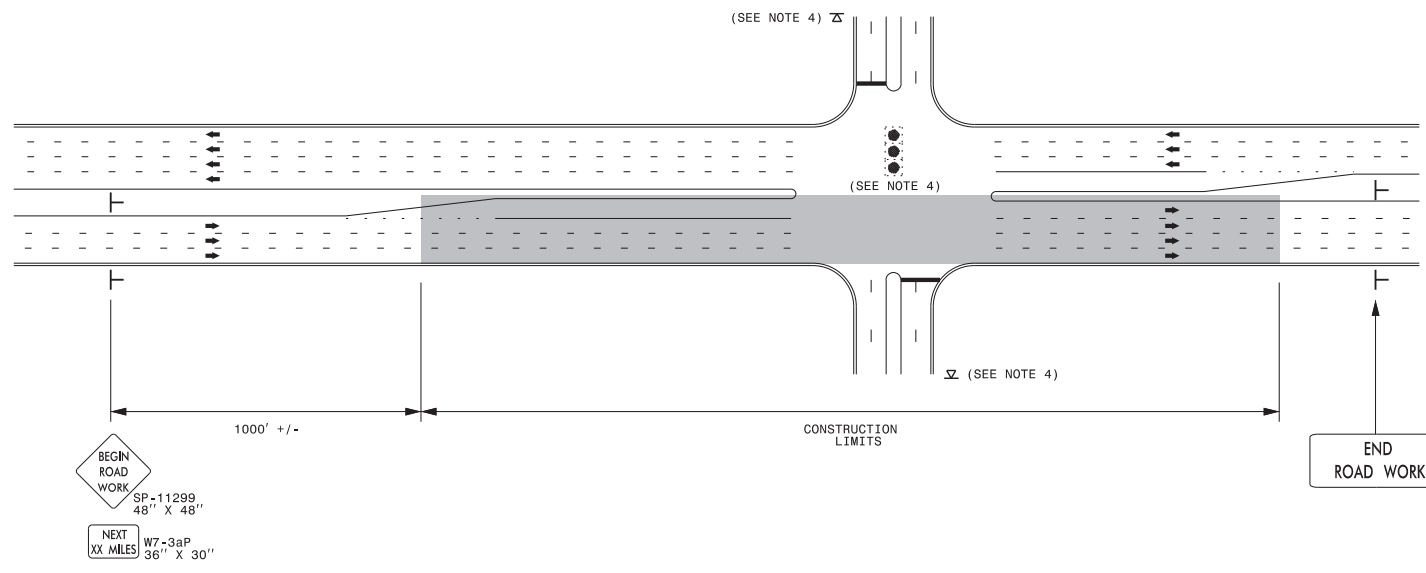 (SEE NOTE 4)
(SEE NOTE 4)
(SEE NOTE 4)
1000' +/-
CONSTRUCTION
LIMITS
BEGIN
ROAD
WORK
SP-11299
48'' X 48''
NEXT
XX MILES
W7-3aP
36'' X 30''
END
ROAD WORK